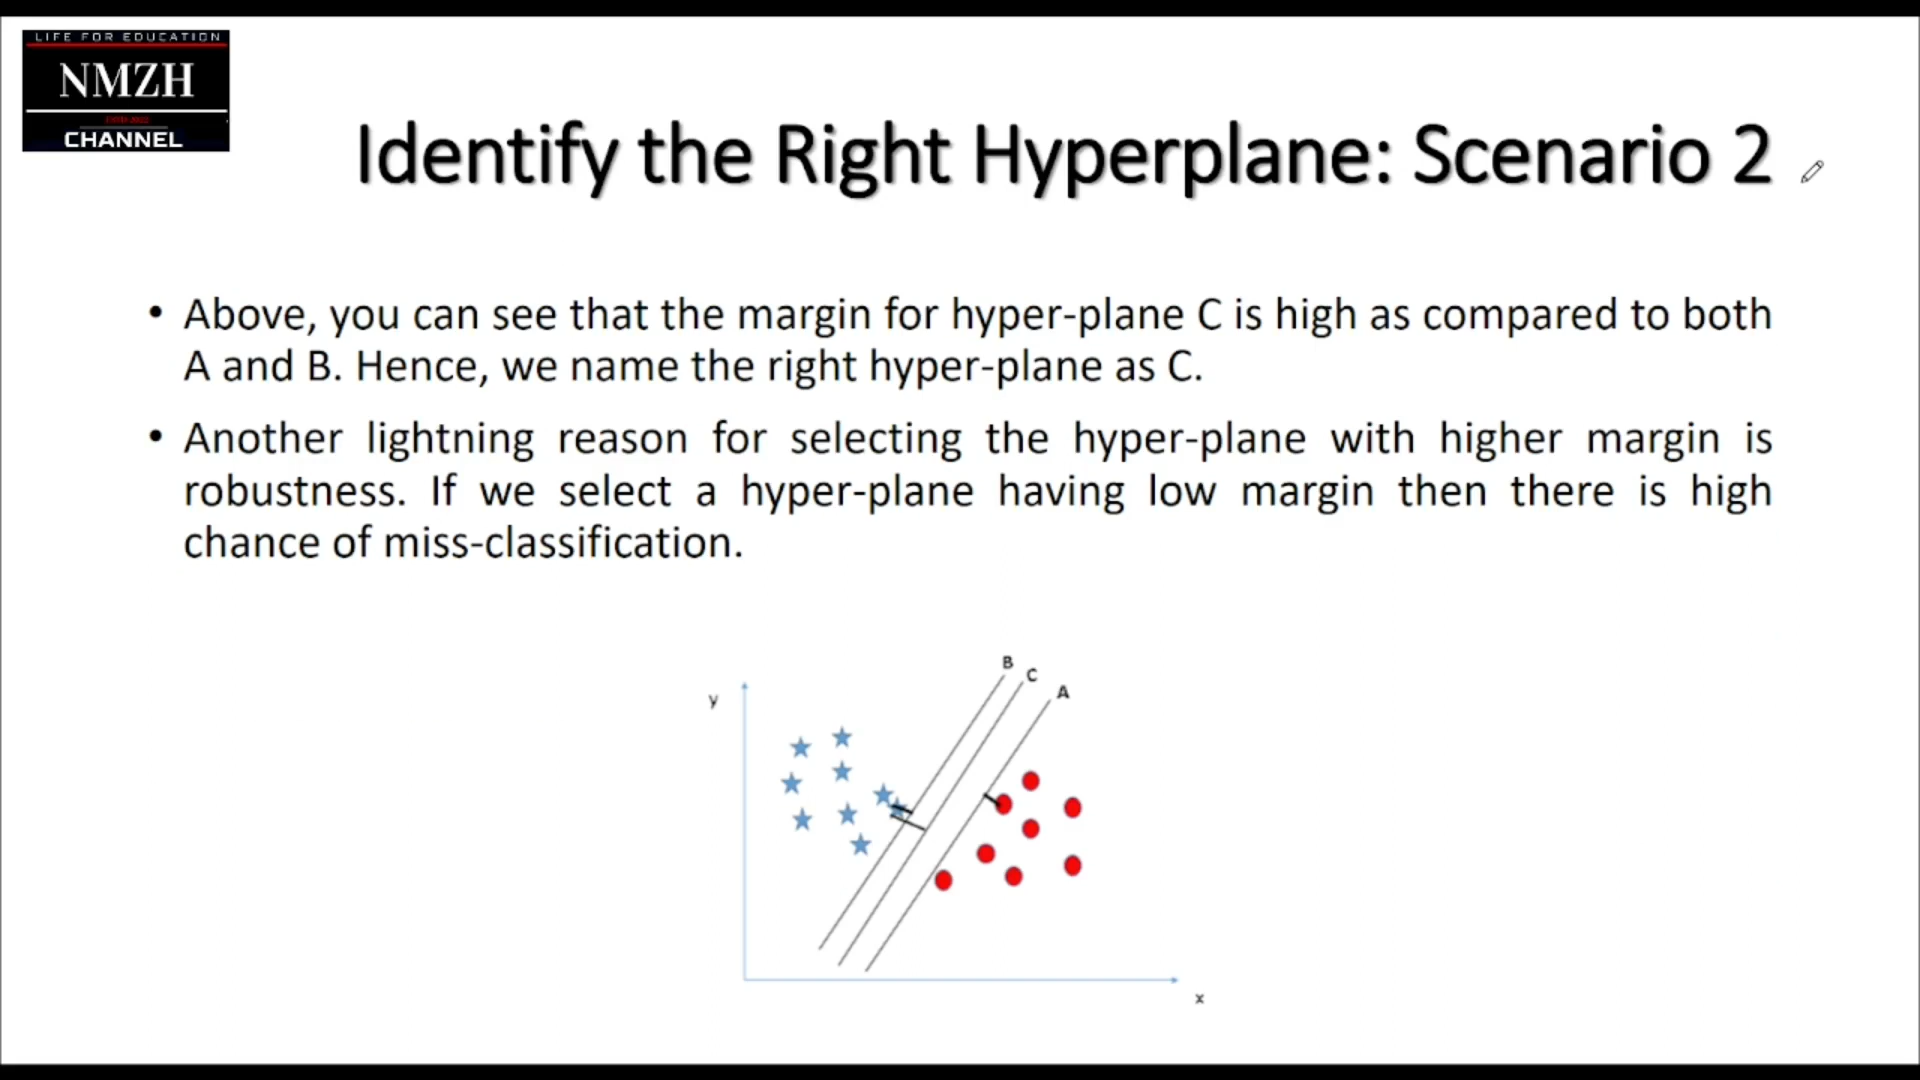 LIFE FOR EDUCATION
NMZH
CHANNEL
Identify the Right Hyperplane: Scenario 2
• Above, you can see that the margin for hyper-plane C is high as compared to both
A and B. Hence, we name the right hyper-plane as C.
• Another lightning reason for selecting the hyper-plane with higher margin is
robustness. If we select a hyper-plane having low margin then there is high
chance of miss-classification.
B
C
A
y
x